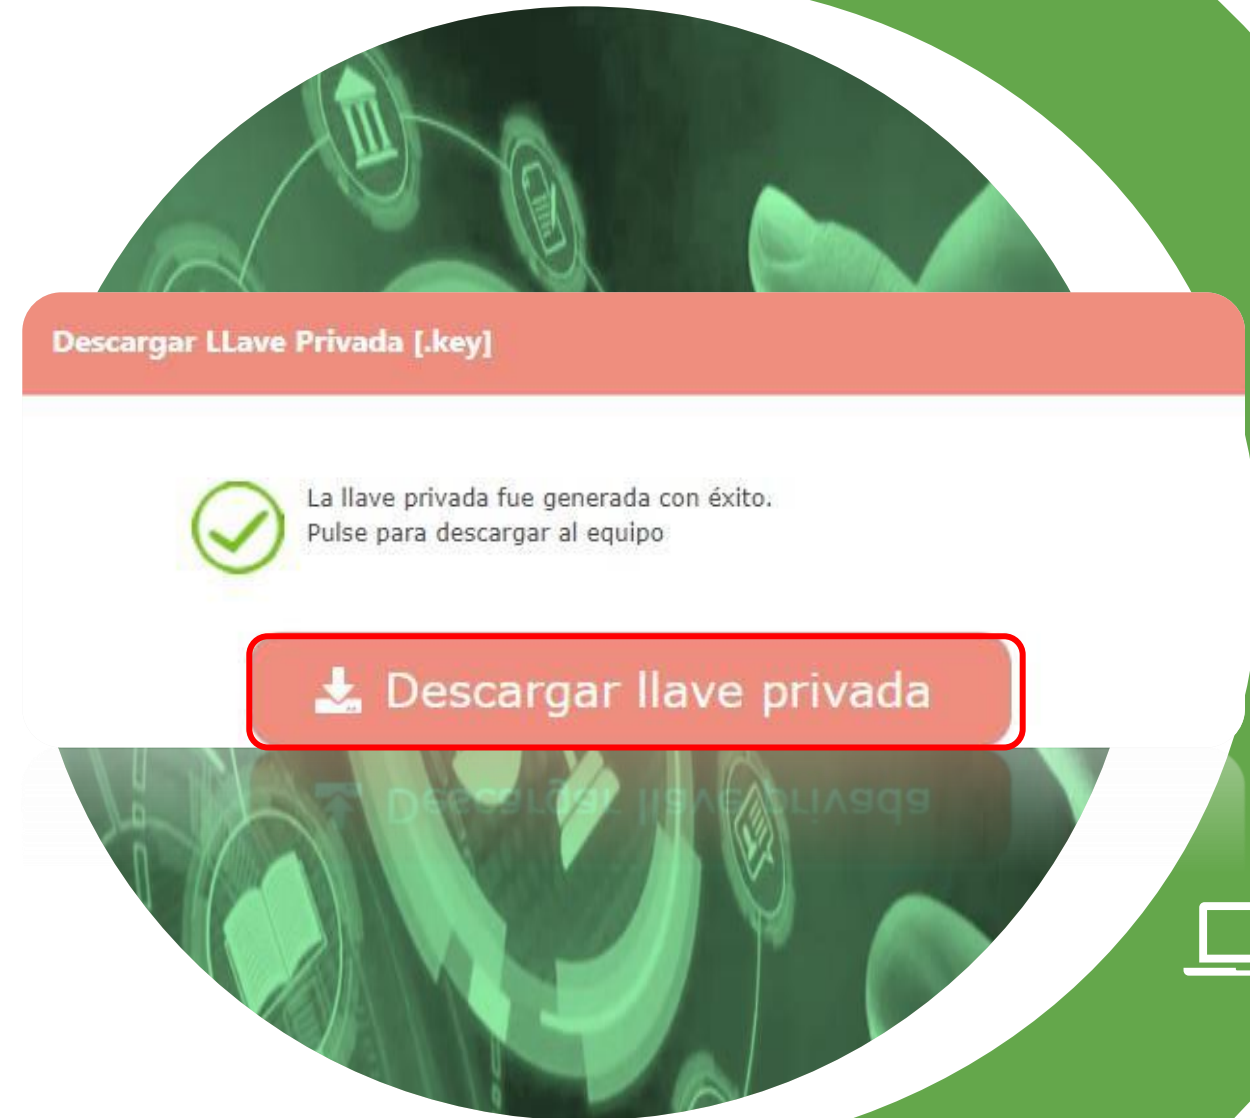 Descargar LLave Privada [.key]
La llave privada fue generada con éxito.
Pulse para descargar al equipo
Descargar llave privada